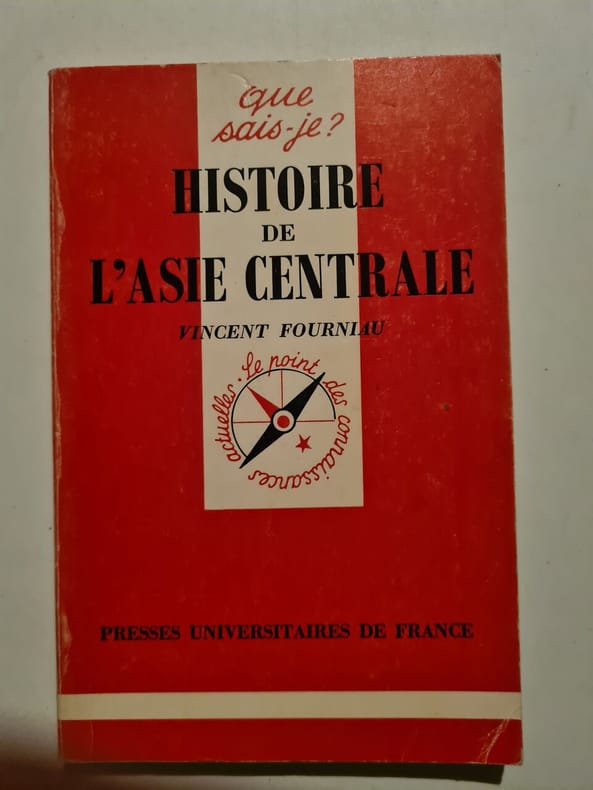 que
sais-je?
HISTOIRE
DE
L'ASIE CENTRALE
VINCENT FOURNIAU
Le point des connaissances actuelles.
PRESSES UNIVERSITAIRES DE FRANCE